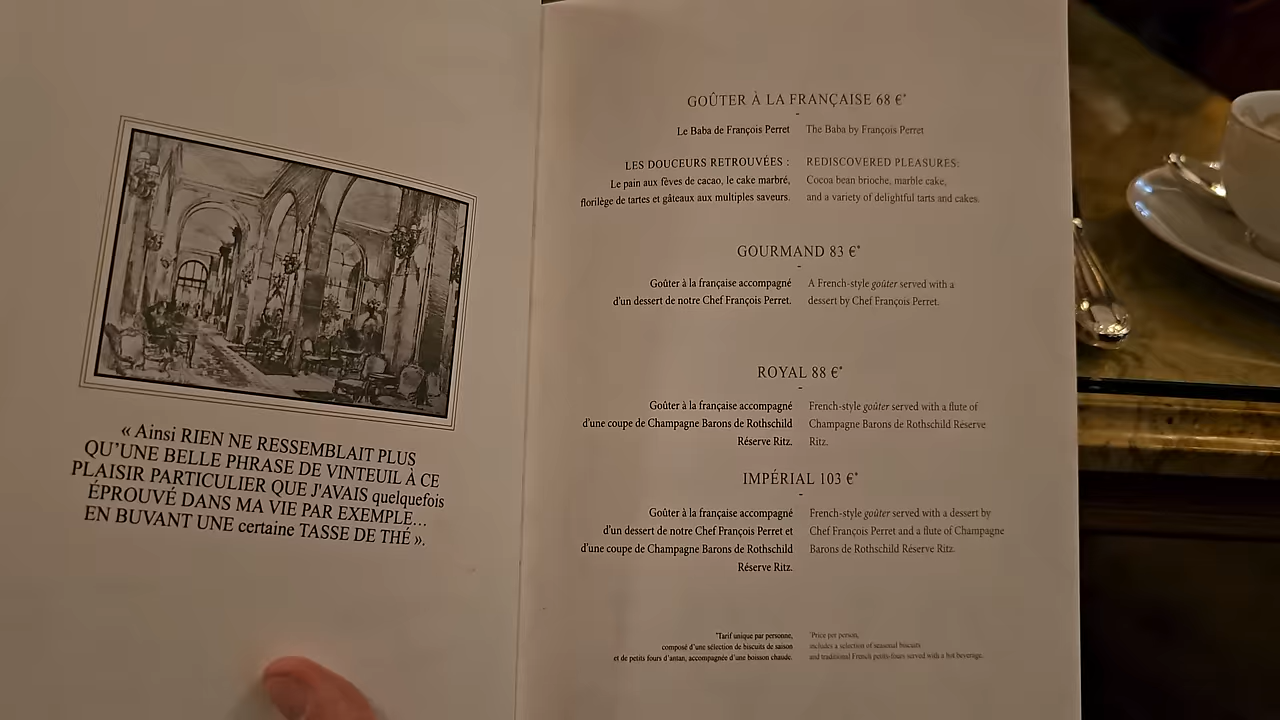 « Ainsi RIEN NE RESSEMBLAIT PLUS
QU'UNE BELLE PHRASE DE VINTEUIL À CE
PLAISIR PARTICULIER QUE J'AVAIS quelquefois
ÉPROUVÉ DANS MA VIE PAR EXEMPLE...
EN BUVANT UNE certaine TASSE DE THÉ ».
GOÛTER À LA FRANÇAISE 68 €*
-
Le Baba de François Perret
The Baba by François Perret
LES DOUCEURS RETROUVÉES :
Le pain aux fèves de cacao, le cake marbré,
florilège de tartes et gâteaux aux multiples saveurs.
REDISCOVERED PLEASURES:
Cocoa bean brioche, marble cake,
and a variety of delightful tarts and cakes.
GOURMAND 83 €*
-
Goûter à la française accompagné
d'un dessert de notre Chef François Perret.
A French-style goûter served with a
dessert by Chef François Perret.
ROYAL 88 €*
-
Goûter à la française accompagné
d'une coupe de Champagne Barons de Rothschild
Réserve Ritz.
French-style goûter served with a flute of
Champagne Barons de Rothschild Réserve
Ritz.
IMPÉRIAL 103 €*
-
Goûter à la française accompagné
d'un dessert de notre Chef François Perret et
d'une coupe de Champagne Barons de Rothschild
Réserve Ritz.
French-style goûter served with a dessert by
Chef François Perret and a flute of Champagne
Barons de Rothschild Réserve Ritz.
*Tarif unique par personne,
composé d'une sélection de biscuits de saison
et de petits fours d'antan, accompagnée d'une boisson chaude.
*Price per person,
includes a selection of seasonal biscuits
and traditional French petits-fours served with a hot beverage.